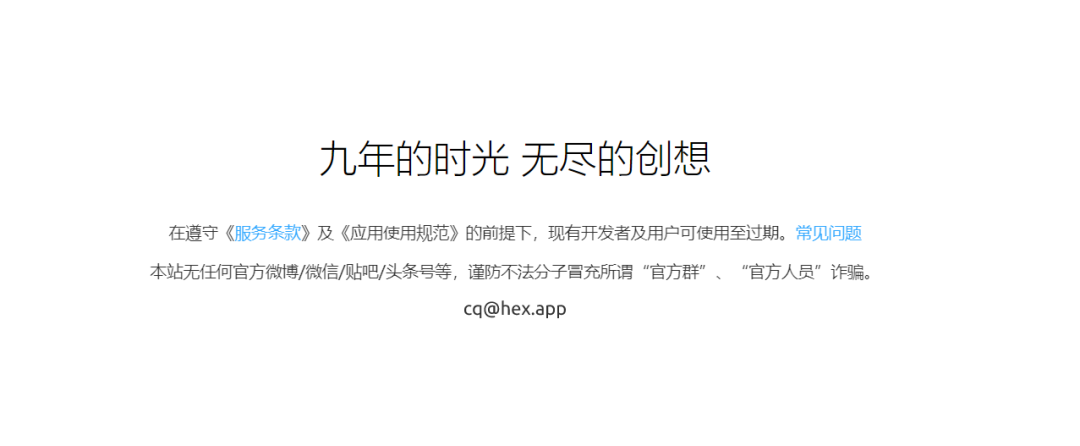 九年的时光 无尽的创想
在遵守《服务条款》及《应用使用规范》的前提下，现有开发者及用户可使用至过期。常见问题
本站无任何官方微博/微信/贴吧/头条号等，谨防不法分子冒充所谓“官方群”、“官方人员”诈骗。
cq@hex.app